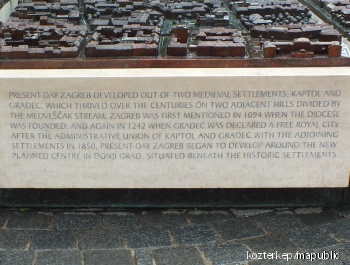 PRESENT-DAY ZAGREB DEVELOPED OUT OF TWO MEDIEVAL SETTLEMENTS, KAPTOL AND
GRADEC, WHICH THRIVED OVER THE CENTURIES ON TWO ADJACENT HILLS DIVIDED BY
THE MEDVEŠČAK STREAM. ZAGREB WAS FIRST MENTIONED IN 1094 WHEN THE DIOCESE
WAS FOUNDED, AND AGAIN IN 1242 WHEN GRADEC WAS DECLARED A FREE ROYAL CITY.
AFTER THE ADMINISTRATIVE UNION OF KAPTOL AND GRADEC WITH THE ADJOINING
SETTLEMENTS IN 1850, PRESENT-DAY ZAGREB BEGAN TO DEVELOP AROUND THE NEW
PLANNED CENTRE IN DONJI GRAD, SITUATED BENEATH THE HISTORIC SETTLEMENTS.
kozterkep/mapublic